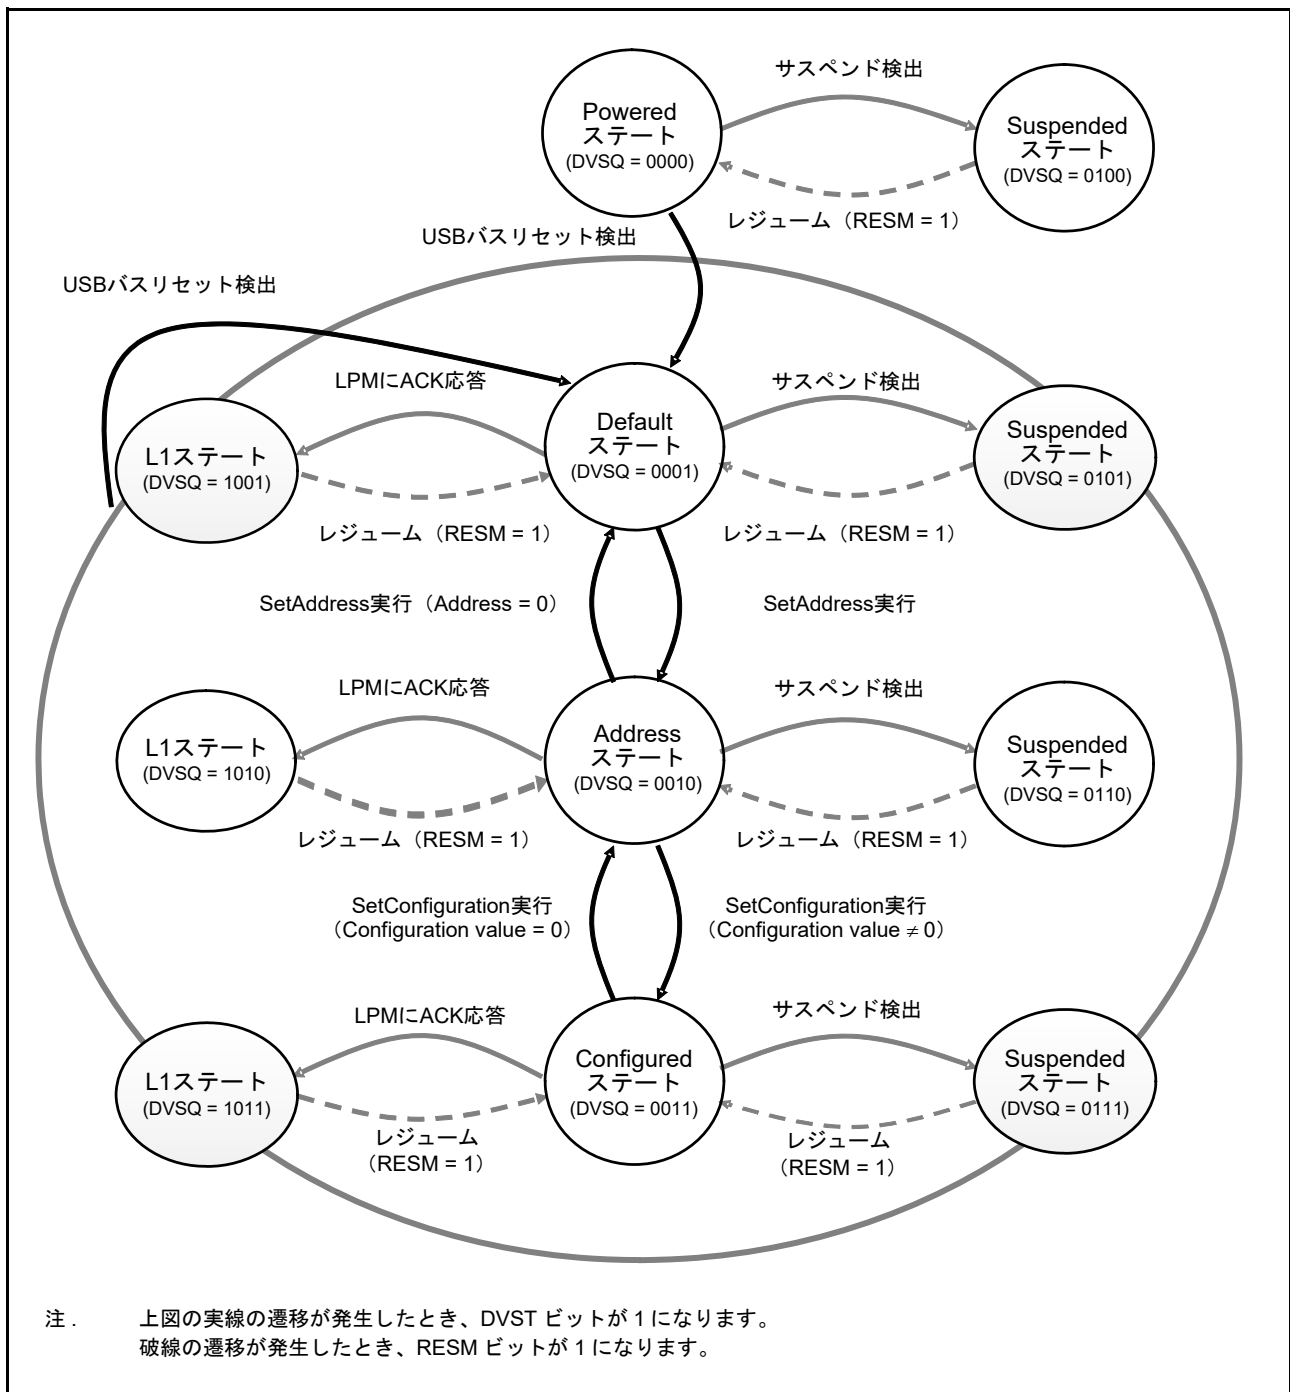 サスペンド検出
Powered
ステート
(DVSQ = 0000)
Suspended
ステート
(DVSQ = 0100)
レジューム（RESM = 1）
USBバスリセット検出
USBバスリセット検出
LPMにACK応答
サスペンド検出
Default
ステート
(DVSQ = 0001)
L1ステート
(DVSQ = 1001)
Suspended
ステート
(DVSQ = 0101)
レジューム（RESM = 1）
レジューム（RESM = 1）
SetAddress実行（Address = 0）
SetAddress実行
LPMにACK応答
サスペンド検出
Address
ステート
(DVSQ = 0010)
L1ステート
(DVSQ = 1010)
Suspended
ステート
(DVSQ = 0110)
レジューム（RESM = 1）
レジューム（RESM = 1）
SetConfiguration実行
（Configuration value = 0）
SetConfiguration実行
（Configuration value ≠ 0）
LPMにACK応答
サスペンド検出
Configured
ステート
(DVSQ = 0011)
L1ステート
(DVSQ = 1011)
Suspended
ステート
(DVSQ = 0111)
レジューム
（RESM = 1）
レジューム
（RESM = 1）
注 . 上図の実線の遷移が発生したとき、DVST ビットが 1 になります。
破線の遷移が発生したとき、RESM ビットが 1 になります。